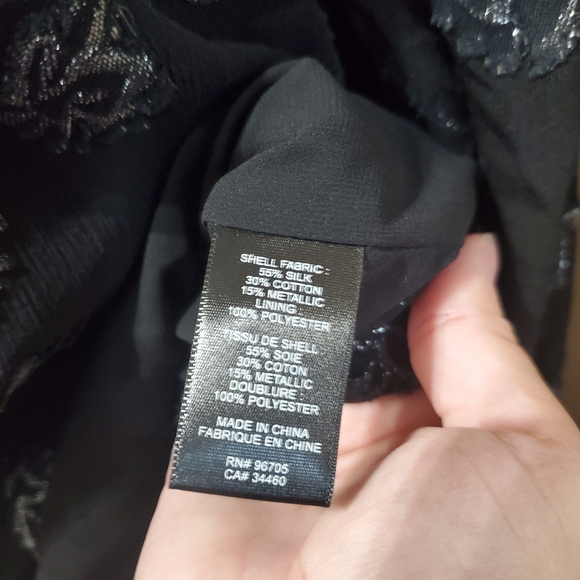 SHELL FABRIC :
55% SILK
30% COTTON
15% METALLIC
LINING :
100% POLYESTER
TISSU DE SHELL :
55% SOIE
30% COTON
15% METALLIC
DOUBLURE :
100% POLYESTER
MADE IN CHINA
FABRIQUE EN CHINE
RN# 96705
CA# 34460